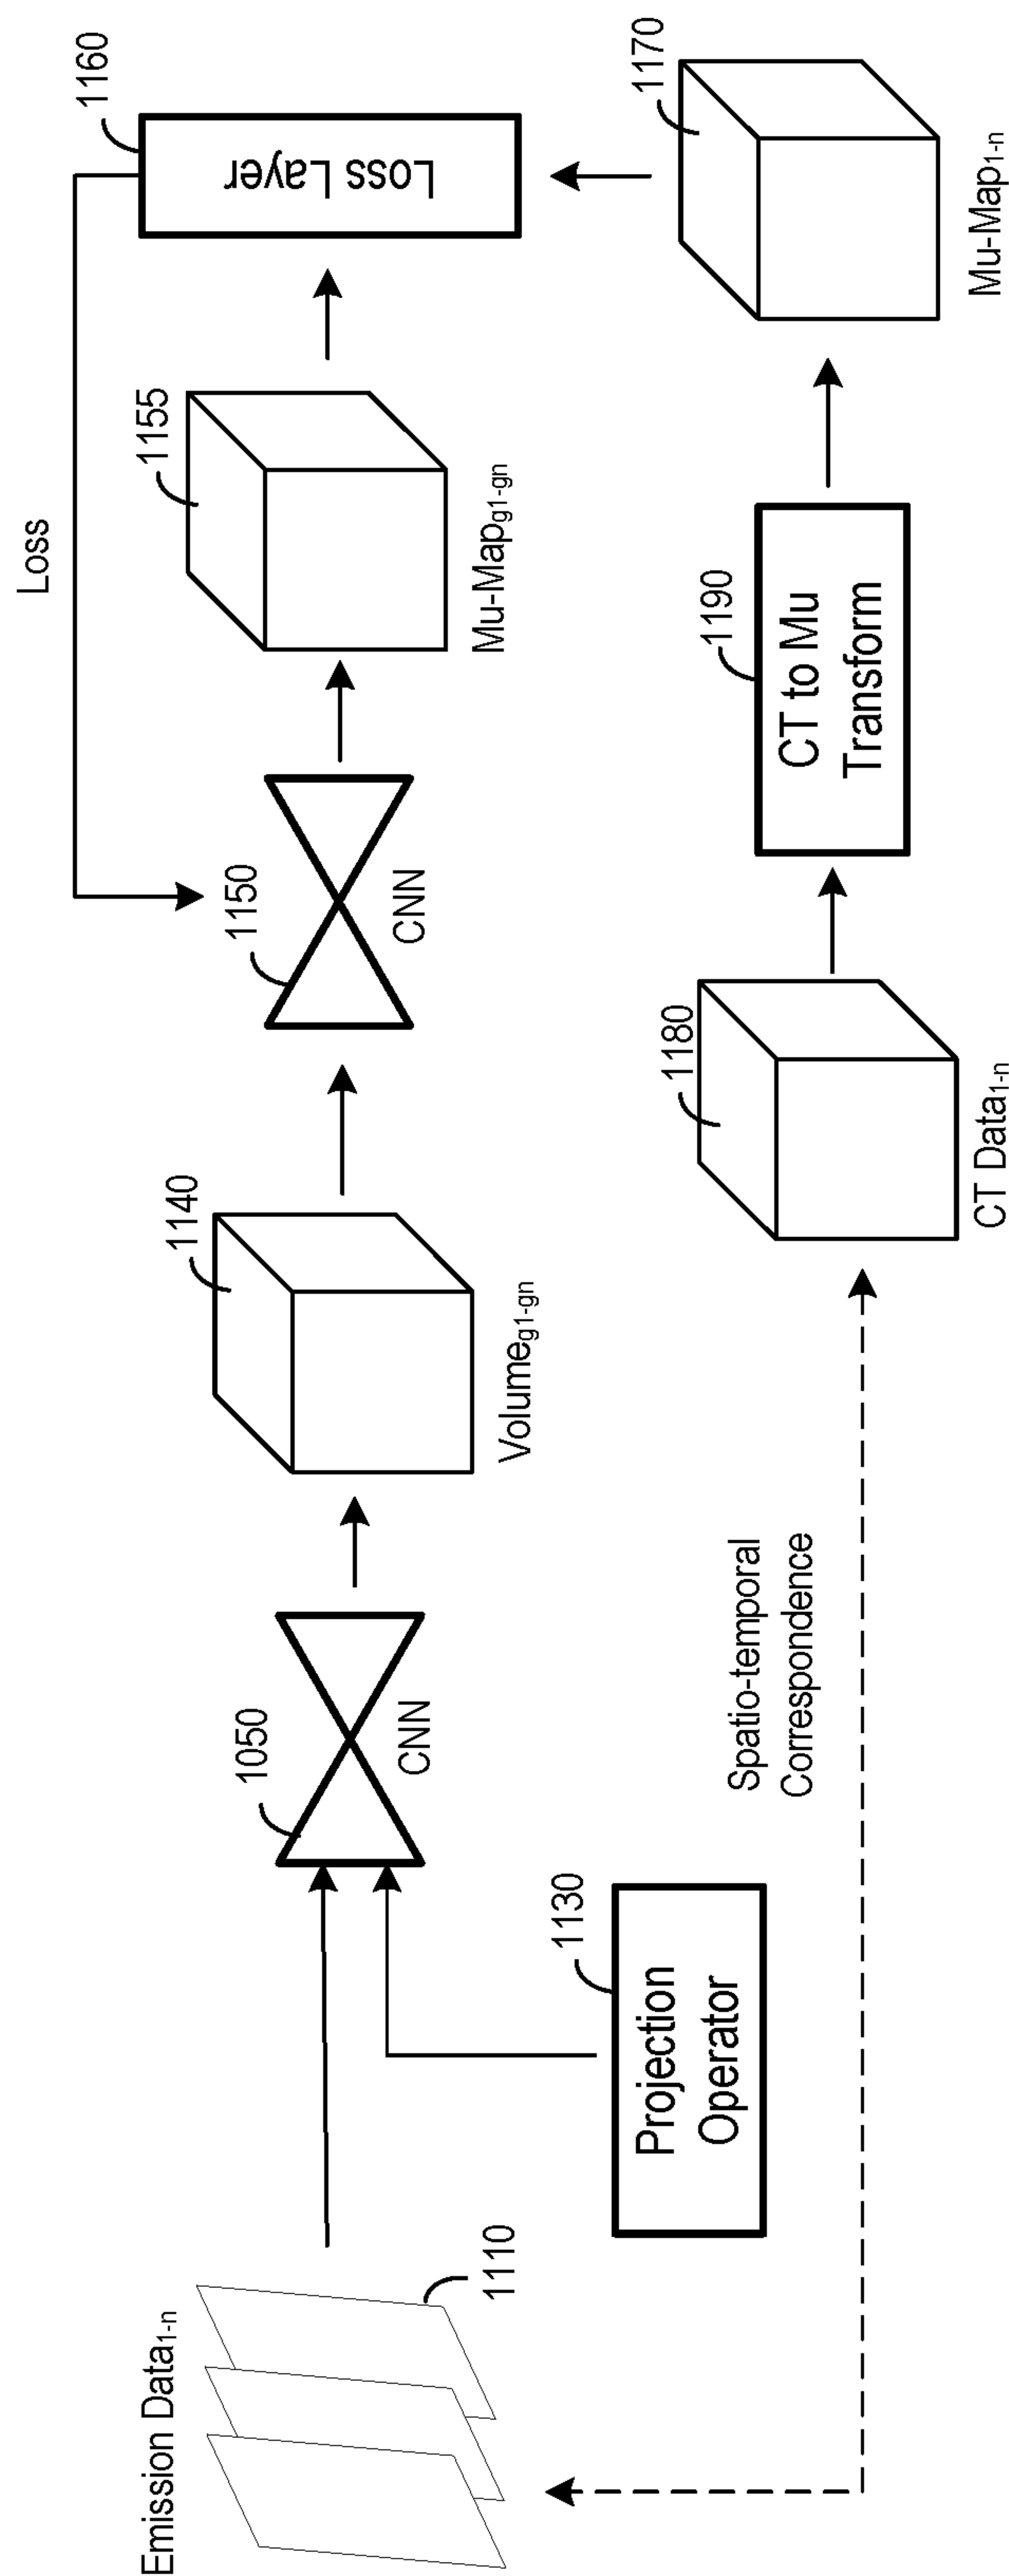 Emission Data1-n
1110
Projection
Operator
1130
1050
CNN
Volumeg1-gn
1140
1150
CNN
Loss
Mu-Mapg1-gn
1155
Loss Layer
1160
Spatio-temporal
Correspondence
CT Data1-n
1180
CT to Mu
Transform
1190
Mu-Map1-n
1170